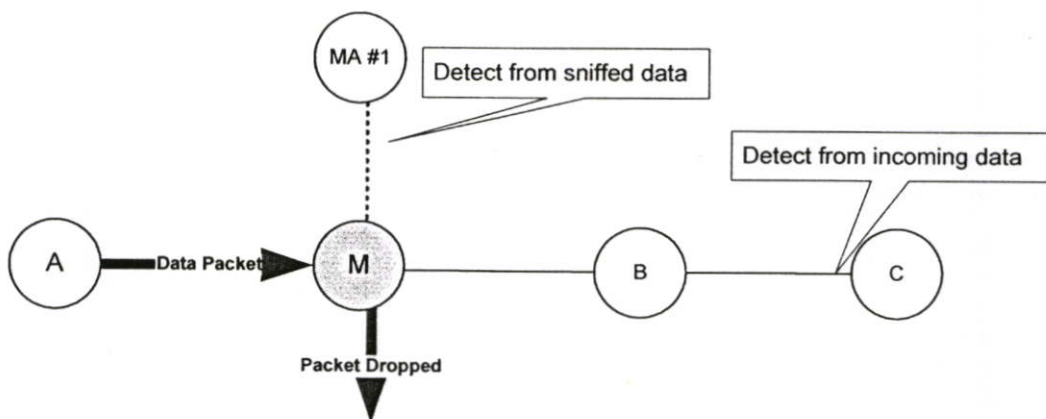 MA #1
Detect from sniffed data
Detect from incoming data
A
Data Packet
M
B
C
Packet Dropped